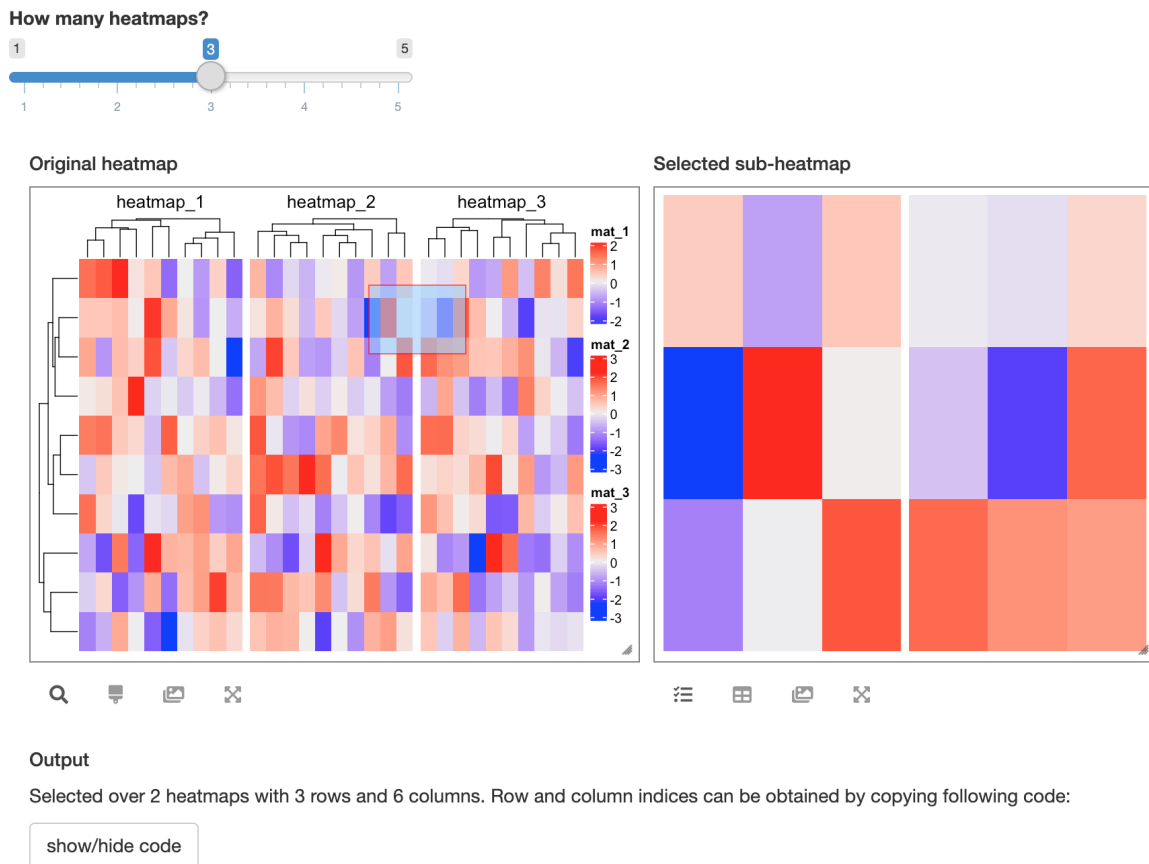 How many heatmaps?
1 3 5
1 2 3 4 5
Original heatmap
Selected sub-heatmap
heatmap_1 heatmap_2 heatmap_3
mat_1
2
1
0
-1
-2
mat_2
3
2
1
0
-1
-2
-3
mat_3
3
2
1
0
-1
-2
-3
Output
Selected over 2 heatmaps with 3 rows and 6 columns. Row and column indices can be obtained by copying following code:
show/hide code